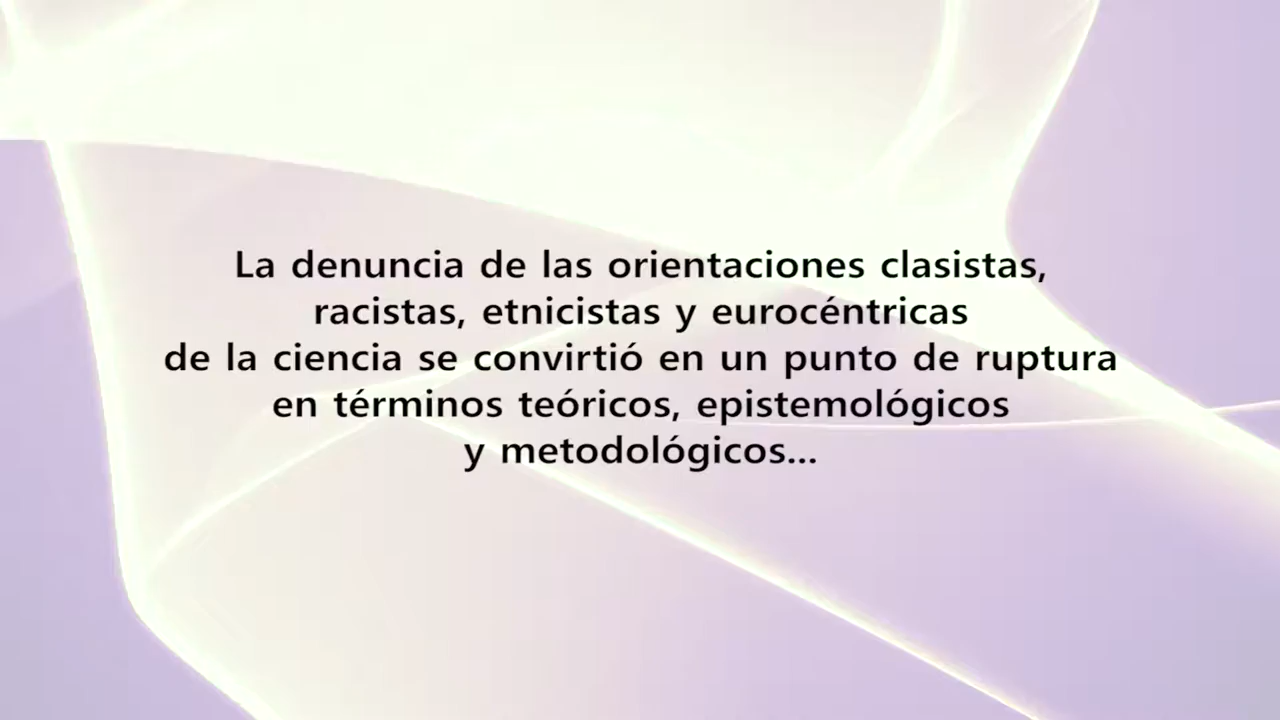 La denuncia de las orientaciones clasistas,
racistas, etnicistas y eurocéntricas
de la ciencia se convirtió en un punto de ruptura
en términos teóricos, epistemológicos
y metodológicos...